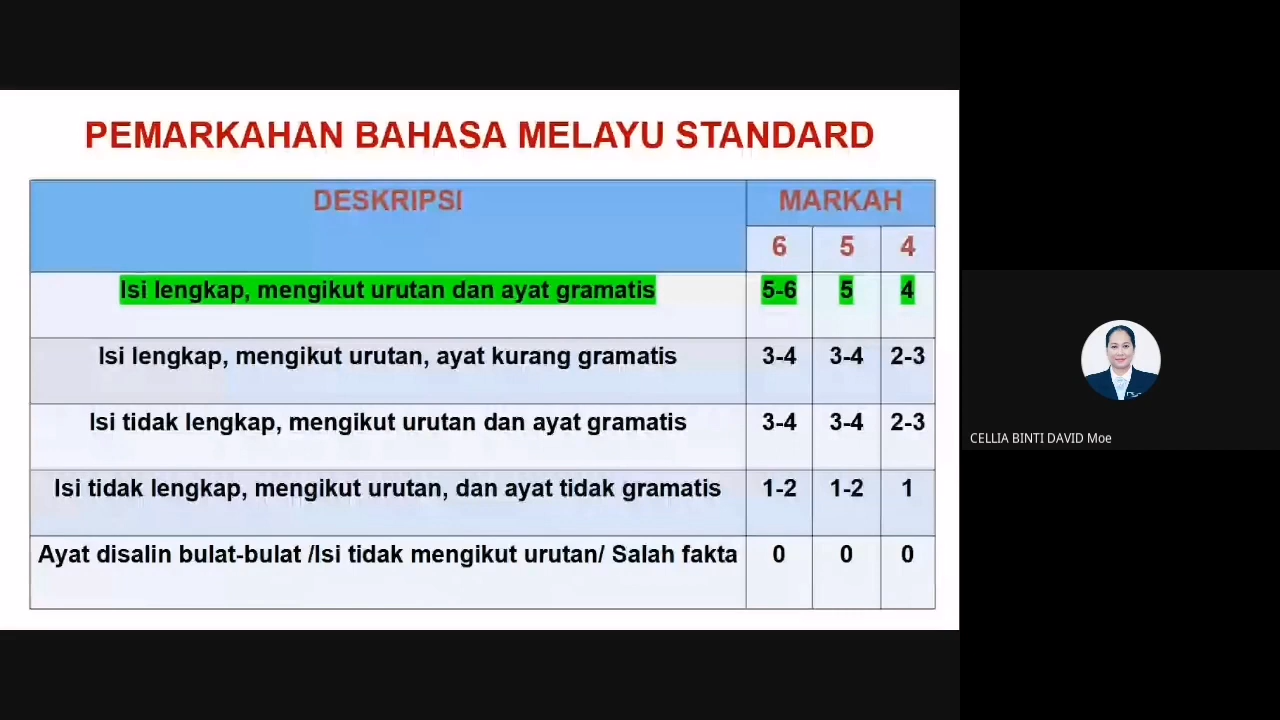 PEMARKAHAN BAHASA MELAYU STANDARD
DESKRIPSI MARKAH
6 5 4
Isi lengkap, mengikut urutan dan ayat gramatis 5-6 5 4
Isi lengkap, mengikut urutan, ayat kurang gramatis 3-4 3-4 2-3
Isi tidak lengkap, mengikut urutan dan ayat gramatis 3-4 3-4 2-3
Isi tidak lengkap, mengikut urutan, dan ayat tidak gramatis 1-2 1-2 1
Ayat disalin bulat-bulat /Isi tidak mengikut urutan/ Salah fakta 0 0 0
CELLIA BINTI DAVID Moe